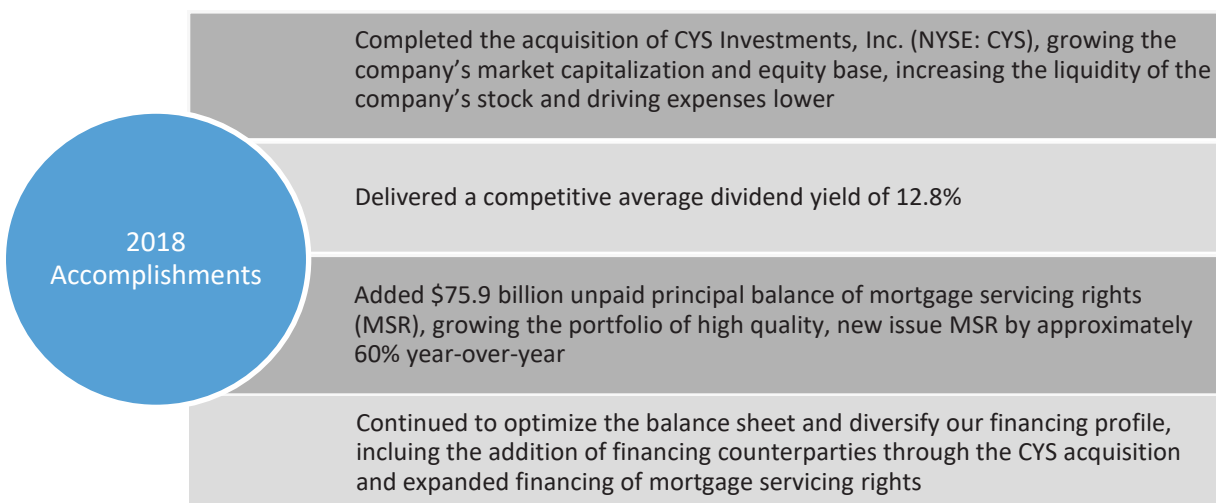 Completed the acquisition of CYS Investments, Inc. (NYSE: CYS), growing the
company’s market capitalization and equity base, increasing the liquidity of the
company’s stock and driving expenses lower
Delivered a competitive average dividend yield of 12.8%
2018
Accomplishments
Added $75.9 billion unpaid principal balance of mortgage servicing rights
(MSR), growing the portfolio of high quality, new issue MSR by approximately
60% year-over-year
Continued to optimize the balance sheet and diversify our financing profile,
incluing the addition of financing counterparties through the CYS acquisition
and expanded financing of mortgage servicing rights